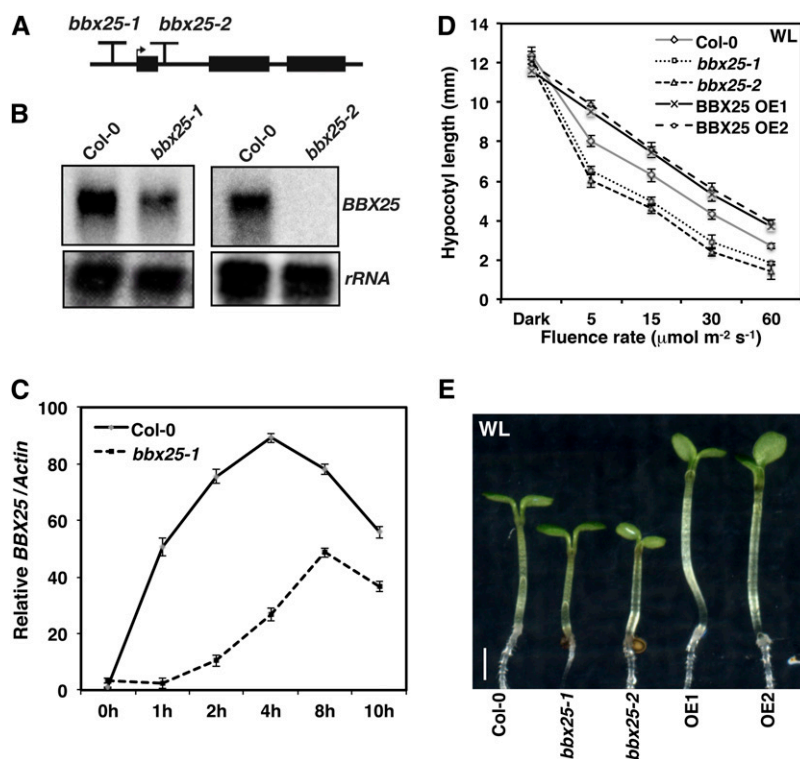 A
bbx25-1
bbx25-2
B
Col-0
bbx25-1
Col-0
bbx25-2
BBX25
rRNA
C
Relative BBX25/Actin
100
80
60
40
20
0
Col-0
bbx25-1
0h 1h 2h 4h 8h 10h
D
Hypocotyl length (mm)
14
12
10
8
6
4
2
0
WL
Col-0
bbx25-1
bbx25-2
BBX25 OE1
BBX25 OE2
Dark 5 15 30 60
Fluence rate (μmol m⁻² s⁻¹)
E
WL
Col-0
bbx25-1
bbx25-2
OE1
OE2